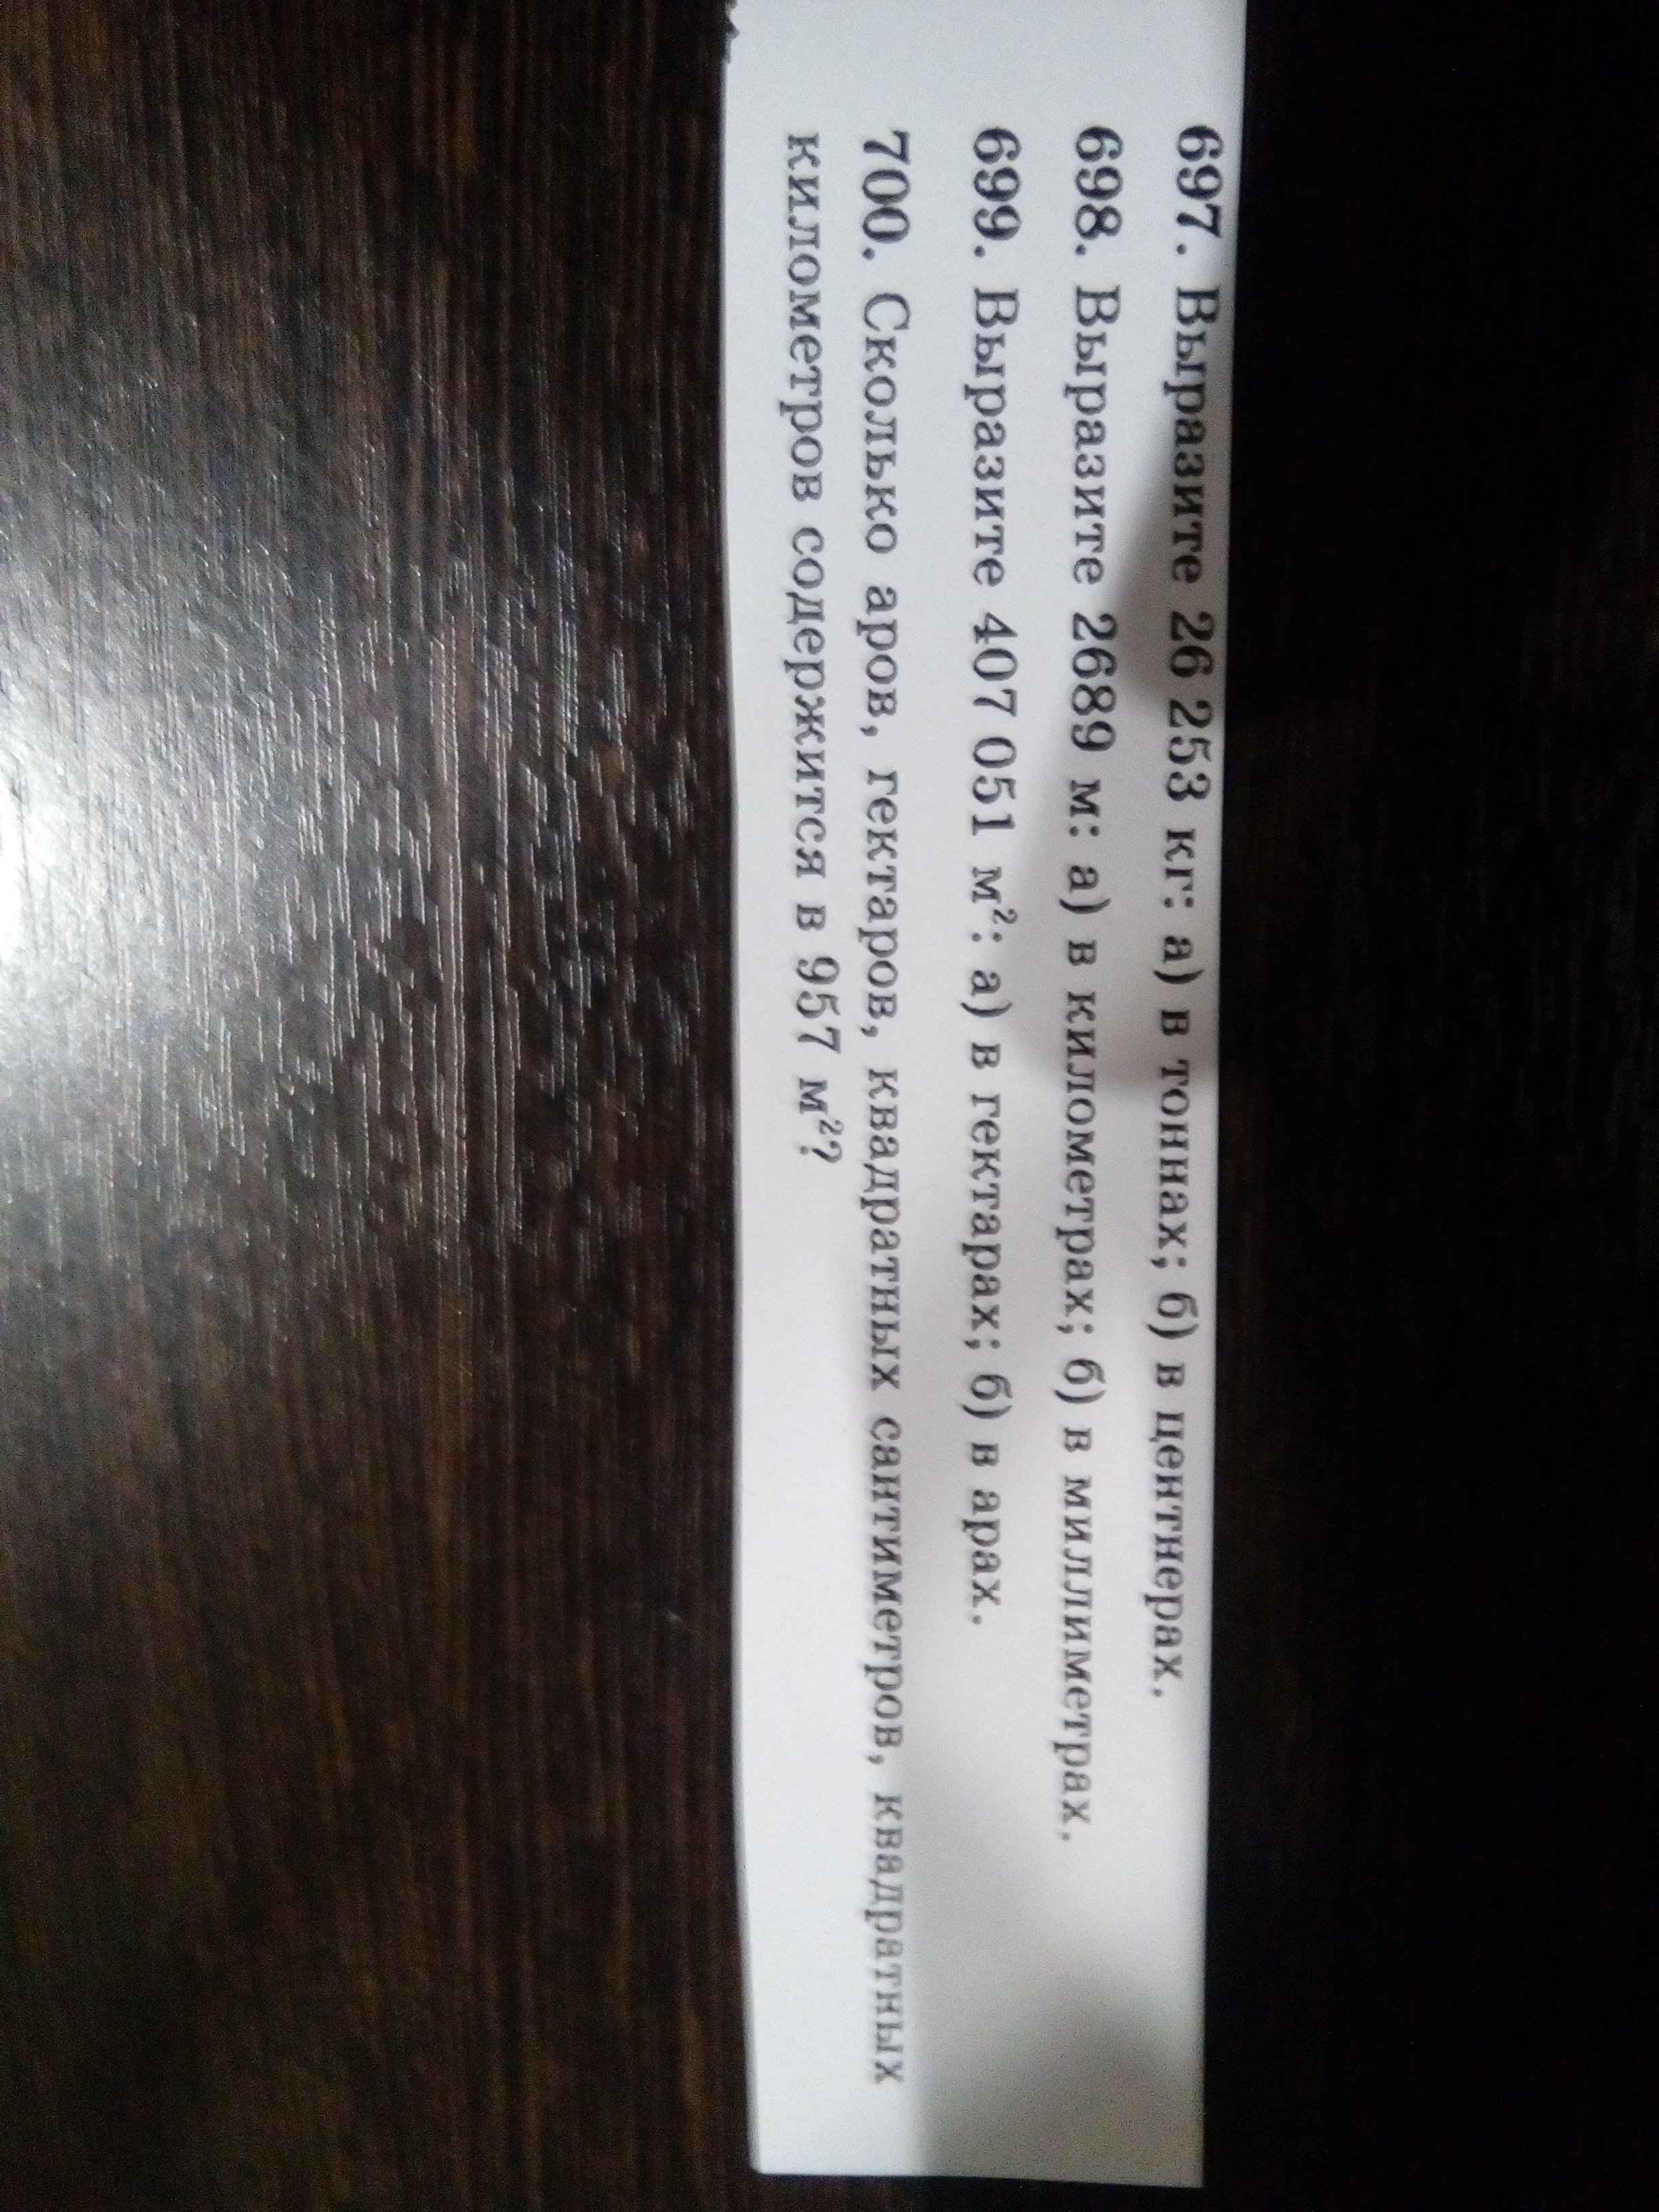 697. Выразите 26 253 кг: а) в тоннах; б) в центнерах.
698. Выразите 2689 м: а) в километрах; б) в миллиметрах.
699. Выразите 407 051 м²: а) в гектарах; б) в арах.
700. Сколько аров, гектаров, квадратных сантиметров, квадратных
километров содержится в 957 м²?